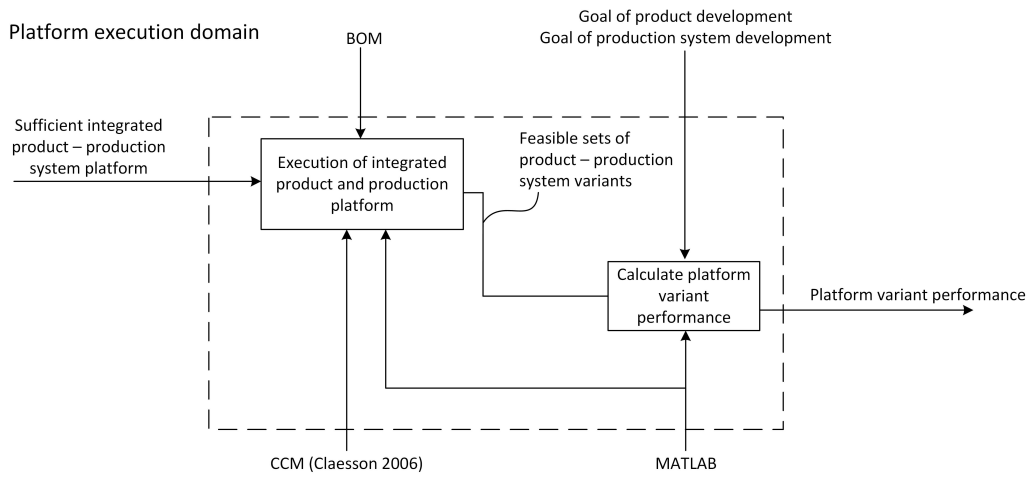 Platform execution domain
BOM
Goal of product development
Goal of production system development
Sufficient integrated
product – production
system platform
Execution of integrated
product and production
platform
Feasible sets of
product – production
system variants
Calculate platform
variant
performance
Platform variant performance
CCM (Claesson 2006)
MATLAB